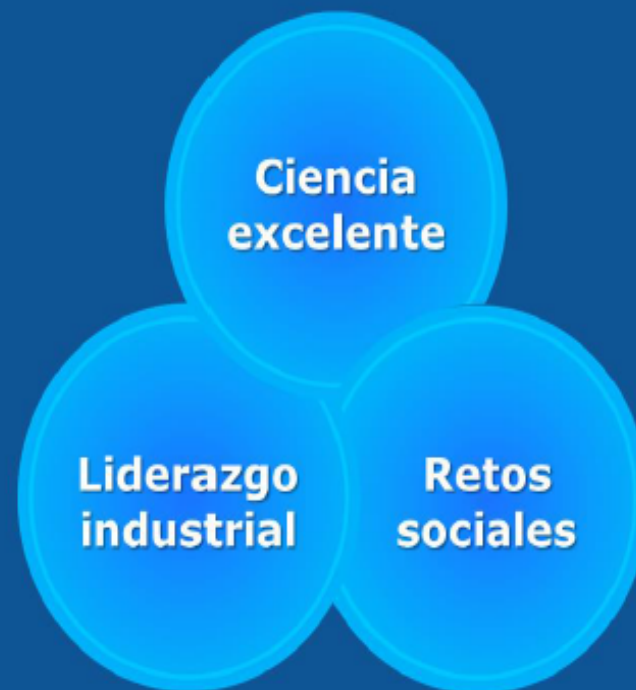 Ciencia
excelente
Liderazgo
industrial
Retos
sociales